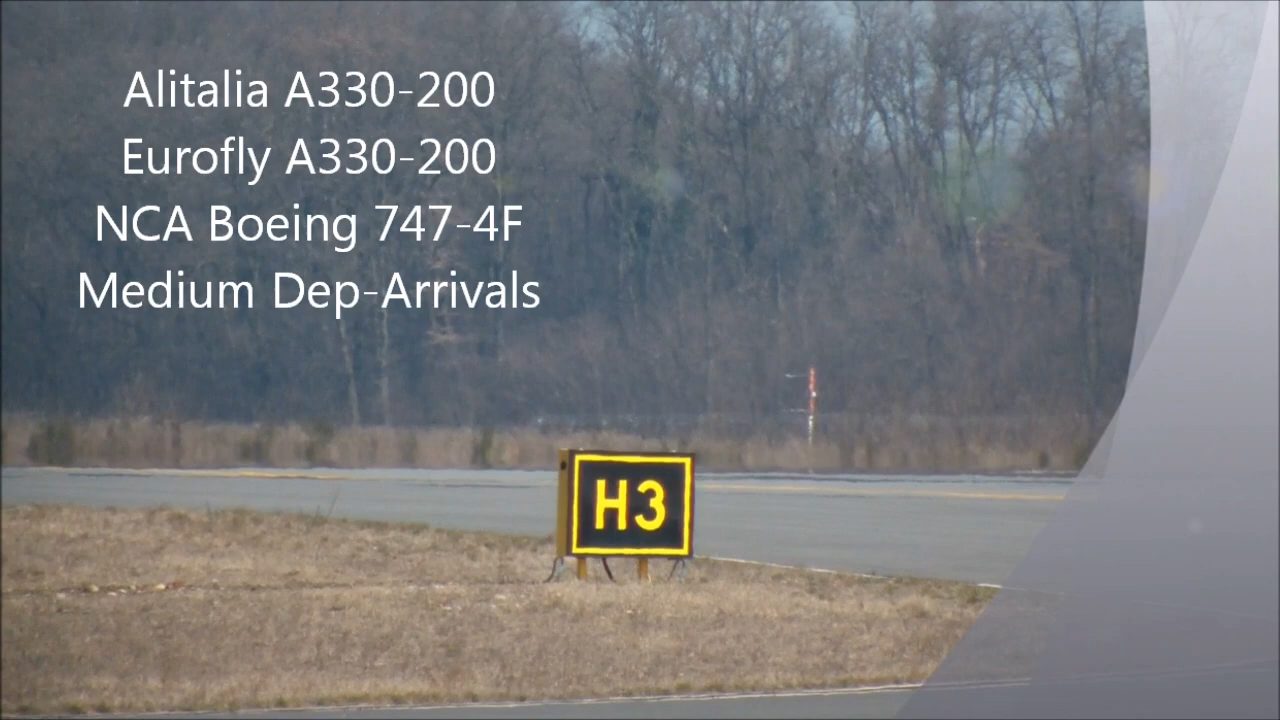 Alitalia A330-200
Eurofly A330-200
NCA Boeing 747-4F
Medium Dep-Arrivals
H3